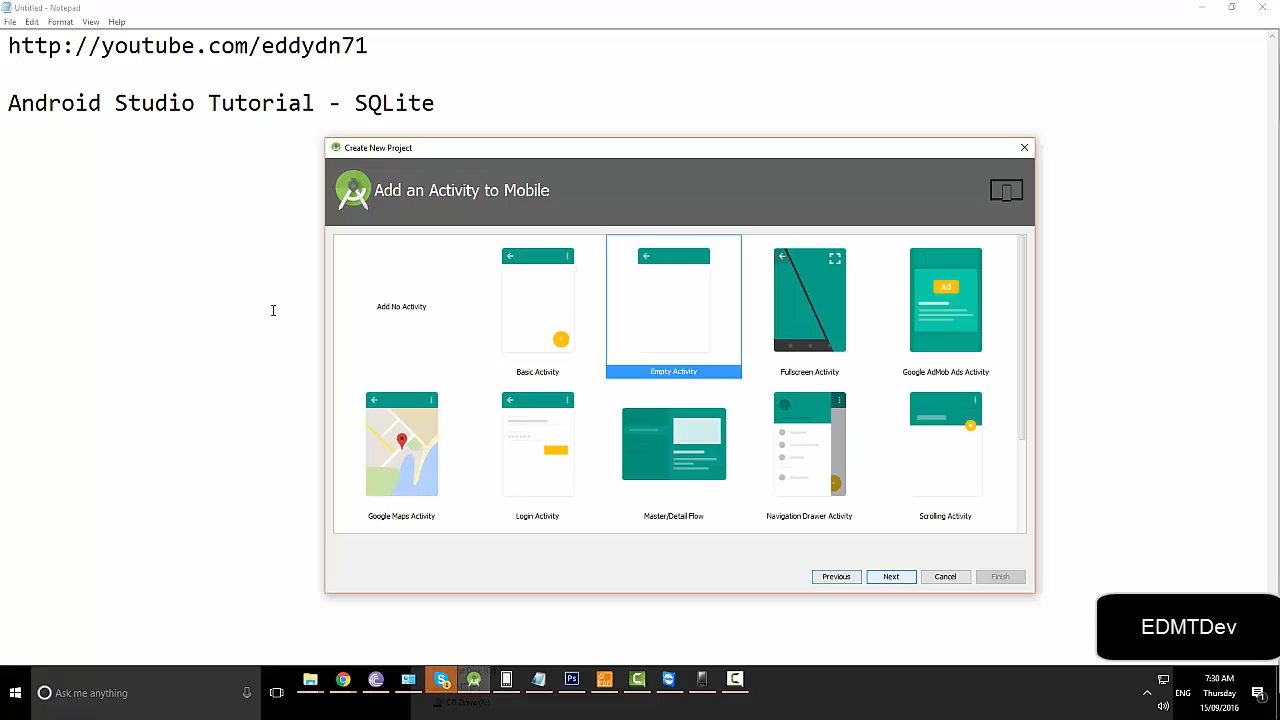 Untitled - Notepad
File Edit Format View Help
http://youtube.com/eddydn71
Android Studio Tutorial - SQLite
Create New Project
Add an Activity to Mobile
Add No Activity
Basic Activity
Empty Activity
Fullscreen Activity
Ad
Google AdMob Ads Activity
Google Maps Activity
Login Activity
Master/Detail Flow
Navigation Drawer Activity
Scrolling Activity
Previous
Next
Cancel
Finish
EDMTDev
Ask me anything
CD Drive (F:)
ENG
7:30 AM
Thursday
15/09/2016